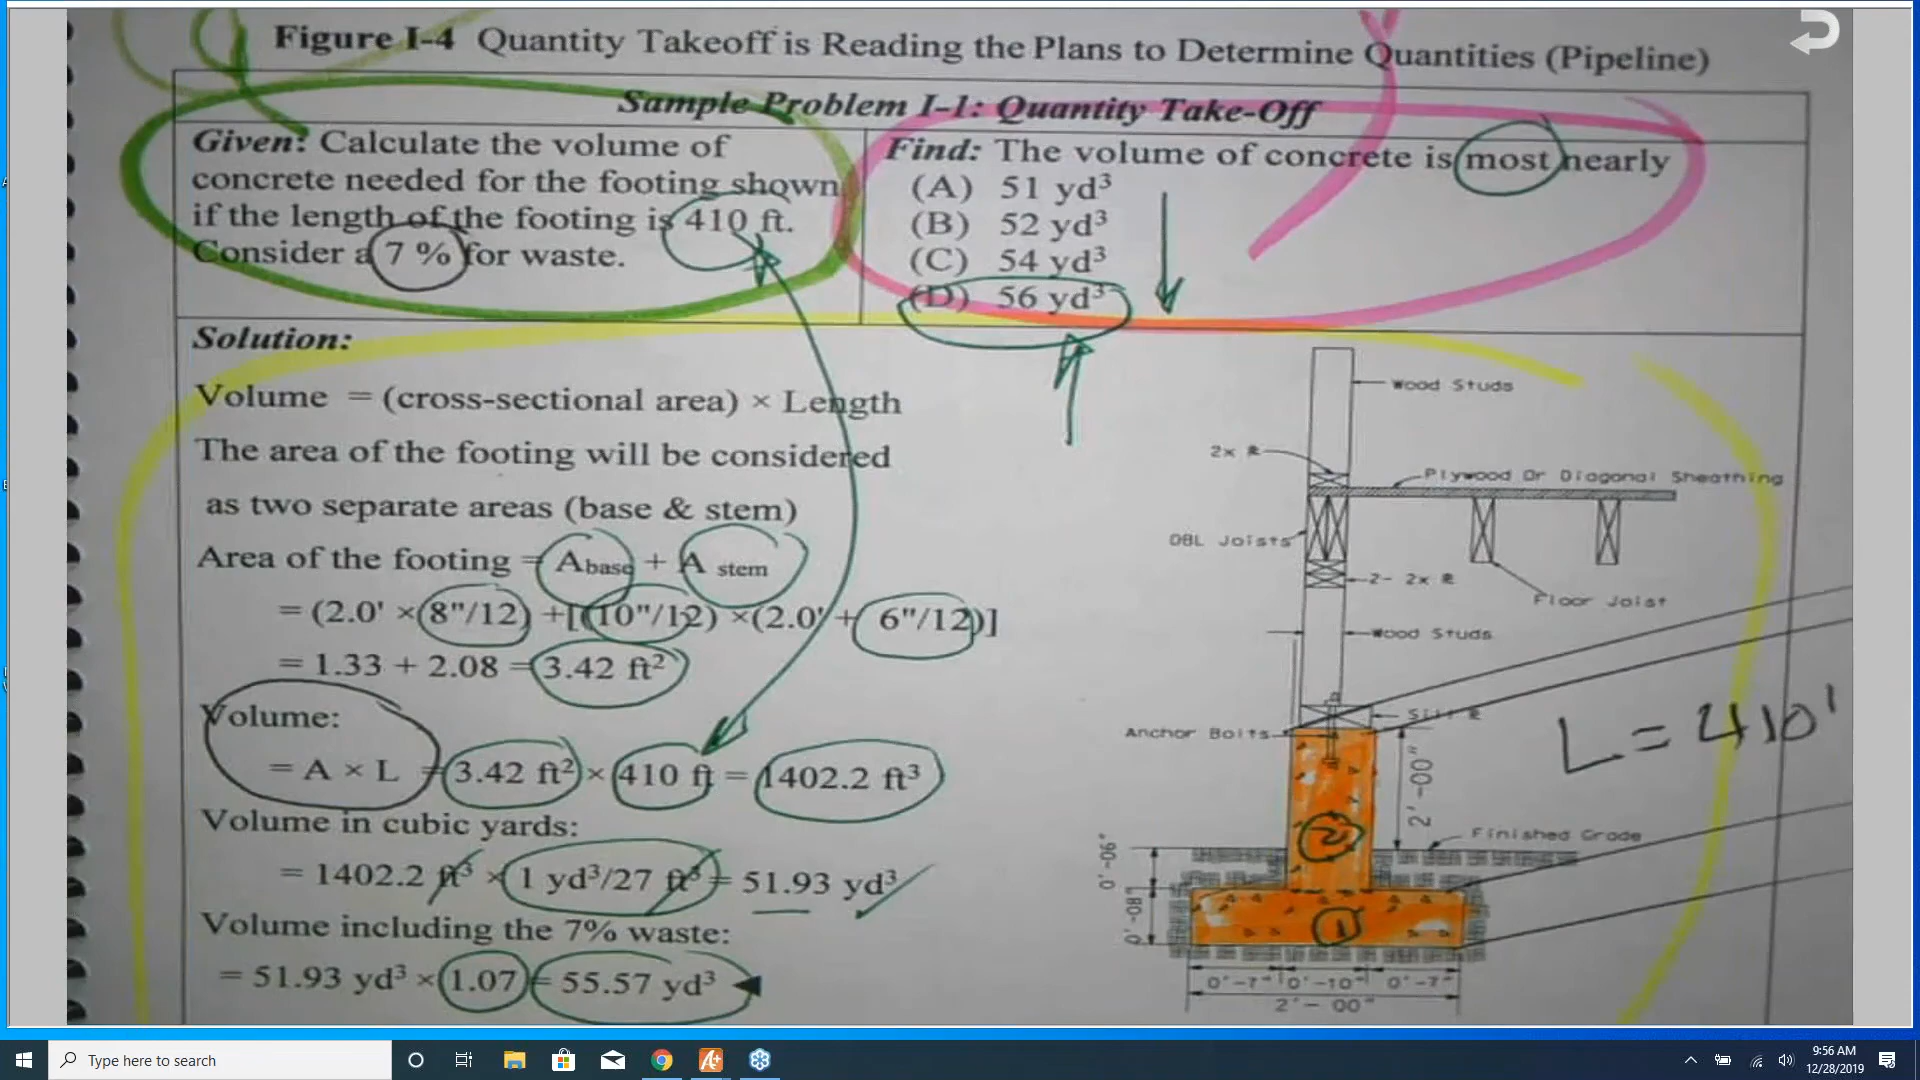 Figure I-4 Quantity Takeoff is Reading the Plans to Determine Quantities (Pipeline)
Sample Problem I-1: Quantity Take-Off
Given: Calculate the volume of
concrete needed for the footing shown
if the length of the footing is 410 ft.
Consider a 7 % for waste.
Find: The volume of concrete is most nearly
(A) 51 yd³
(B) 52 yd³
(C) 54 yd³
(D) 56 yd³
Solution:
Volume = (cross-sectional area) × Length
The area of the footing will be considered
as two separate areas (base & stem)
Area of the footing = Abase + A stem
= (2.0' × 8"/12) +[(10"/12) ×(2.0' + 6"/12)]
= 1.33 + 2.08 = 3.42 ft²
Volume:
= A × L = 3.42 ft² × 410 ft = 1402.2 ft³
Volume in cubic yards:
= 1402.2 ft³ × 1 yd³/27 ft³ = 51.93 yd³
Volume including the 7% waste:
= 51.93 yd³ × 1.07 = 55.57 yd³
Wood Studs
2x
Plywood Or Diagonal Sheathing
DBL Joists
2- 2x
Floor Joist
Wood Studs
Sill
Anchor Bolts
L = 410'
2'-00"
2
Finished Grade
0'-06"
0'-08"
1
0'-7" 0'-10" 0'-7"
2'-00"
Type here to search
9:56 AM
12/28/2019